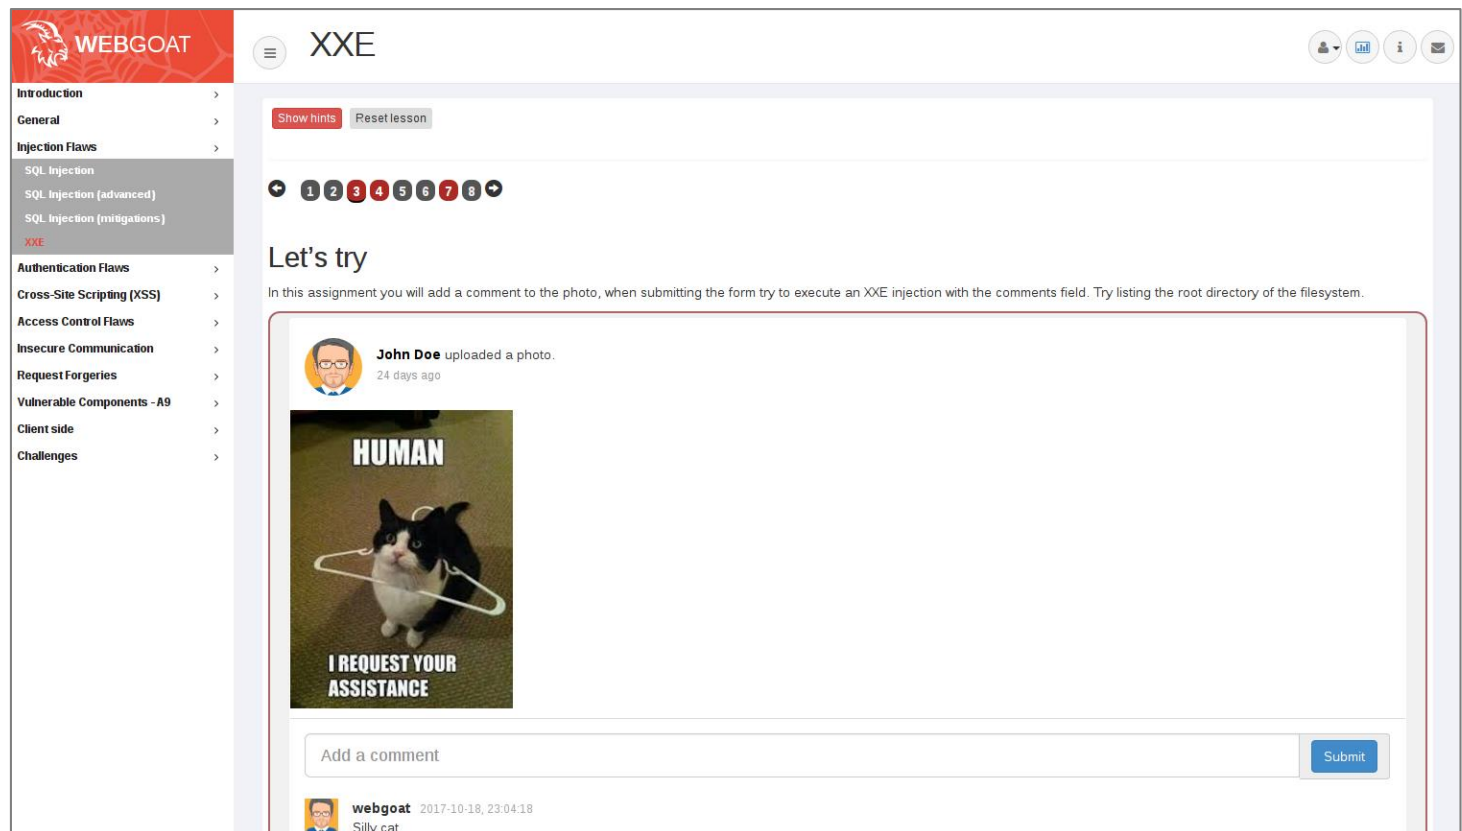 WEBGOAT
XXE
Introduction
General
Injection Flaws
SQL Injection
SQL Injection (advanced)
SQL Injection (mitigations)
XXE
Authentication Flaws
Cross-Site Scripting (XSS)
Access Control Flaws
Insecure Communication
Request Forgeries
Vulnerable Components - A9
Client side
Challenges
Show hints Reset lesson
1 2 3 4 5 6 7 8
Let's try
In this assignment you will add a comment to the photo, when submitting the form try to execute an XXE injection with the comments field. Try listing the root directory of the filesystem.
John Doe uploaded a photo.
24 days ago
HUMAN
I REQUEST YOUR
ASSISTANCE
Add a comment Submit
webgoat 2017-10-18, 23:04:18
Silly cat